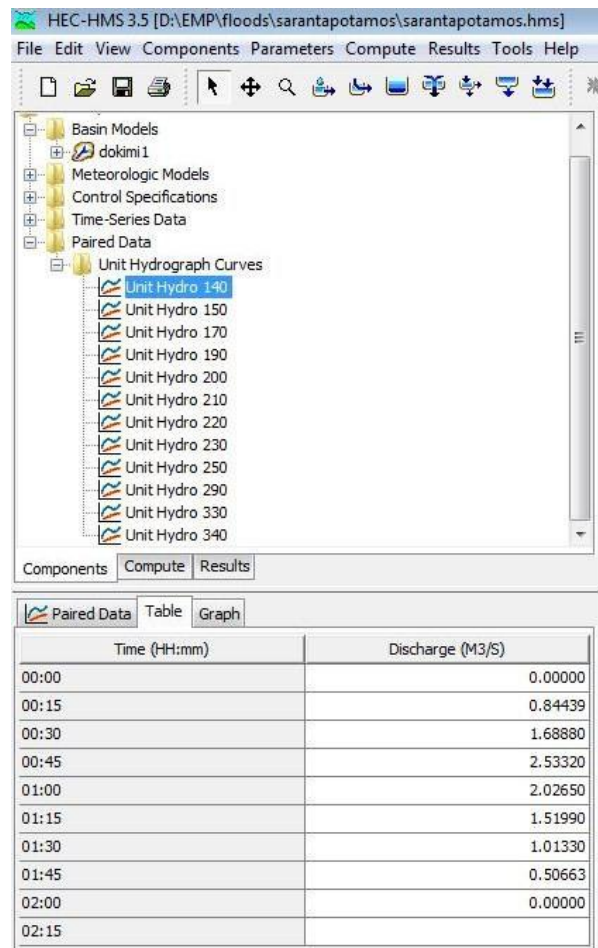 HEC-HMS 3.5 [D:\EMP\floods\sarantapotamos\sarantapotamos.hms]
File Edit View Components Parameters Compute Results Tools Help
Basin Models
dokimi1
Meteorologic Models
Control Specifications
Time-Series Data
Paired Data
Unit Hydrograph Curves
Unit Hydro 140
Unit Hydro 150
Unit Hydro 170
Unit Hydro 190
Unit Hydro 200
Unit Hydro 210
Unit Hydro 220
Unit Hydro 230
Unit Hydro 250
Unit Hydro 290
Unit Hydro 330
Unit Hydro 340
Components Compute Results
Paired Data Table Graph
Time (HH:mm) Discharge (M3/S)
00:00 0.00000
00:15 0.84439
00:30 1.68880
00:45 2.53320
01:00 2.02650
01:15 1.51990
01:30 1.01330
01:45 0.50663
02:00 0.00000
02:15